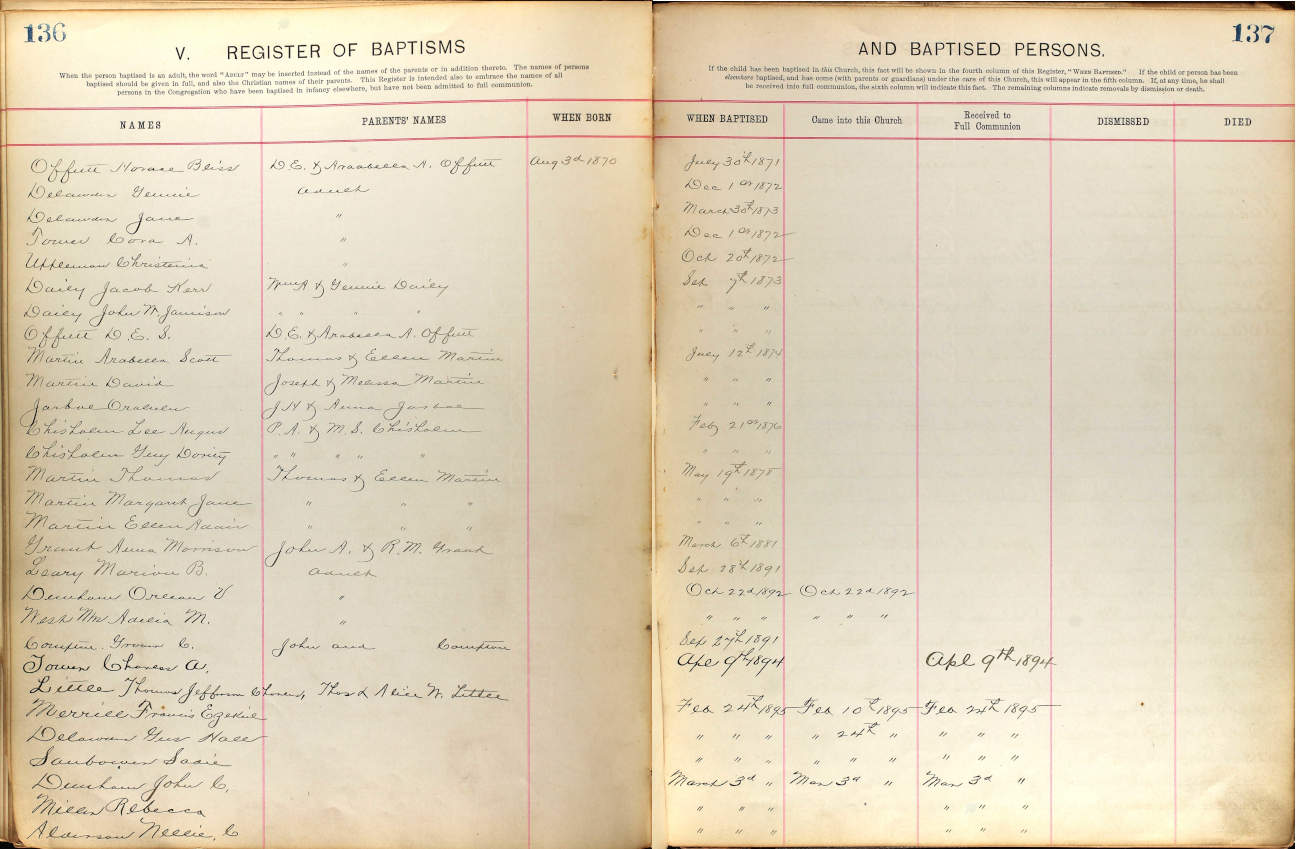 136
V. REGISTER OF BAPTISMS
When the person baptised is an adult, the word "ADULT" may be inserted instead of the names of the parents or in addition thereto. The names of persons
baptised should be given in full, and also the Christian names of their parents. This Register is intended also to embrace the names of all
persons in the Congregation who have been baptised in infancy elsewhere, but have not been admitted to full communion.
NAMES PARENTS' NAMES WHEN BORN
Offutt Horace Bliss D.E. & Araabella A. Offutt Aug 3d 1870
Delawder Gennie adult
Delawder Jane "
Tower Cora A. "
Uppleman Christenia "
Daily Jacob Kerr Wm A & Gennie Daily
Daily John W. Jamison " " " "
Offutt D. E. S. D.E. & Arabella A. Offutt
Martin Arabella Scott Thomas & Ellen Martin
Martin David Joseph & Melissa Martin
Jarboe J H & Anna Jarboe
Chisholm Lee Angus P. A. & M. S. Chisholm
Chisholm Guy Dority " " " " "
Martin Thomas Thomas & Ellen Martin
Martin Margaret Jane " " "
Martin Ellen Adair " " "
Grant Anna Morrison John A. & R. M. Grant
Leary Marion B. adult
Dunham Orlean V "
West Mrs Adelia M. "
Compton Grover C. John and Compton
Tower Charles A.
Little Thomas Jefferson Charles Thos & Alice W. Little
Merrill Francis Ezekiel
Delawder Gus Hall
Sanbower Sadie
Dunham John C.
Miller Rebecca
Alderson Nellie, C
137
AND BAPTISED PERSONS.
If the child has been baptised in this Church, this fact will be shown in the fourth column of this Register, "WHEN BAPTISED." If the child or person has been
elsewhere baptised, and has come (with parents or guardians) under the care of this Church, this will appear in the fifth column. If, at any time, he shall
be received into full communion, the sixth column will indicate this fact. The remaining columns indicate removals by dismission or death.
WHEN BAPTISED Came into this Church Received to Full Communion DISMISSED DIED
July 30th 1871
Dec 1st 1872
March 30th 1873
Dec 1st 1872
Oct 20th 1872
Sep 7th 1873
" " "
" " "
July 12th 1874
" " "
" " "
Feby 21st 1876
" " "
May 19th 1878
" " "
" " "
March 6th 1881
Sep 28th 1891
Oct 22d 1892 Oct 22d 1892
" " " " " "
Sep 27th 1891
Apl 9th 1894 Apl 9th 1894
Feb 24th 1895 Feb 10th 1895 Feb 24th 1895
" " " " 24th " " " "
" " " " " " " " "
March 3d " Mar 3d " Mar 3d "
" " " " " "
" " " " " "